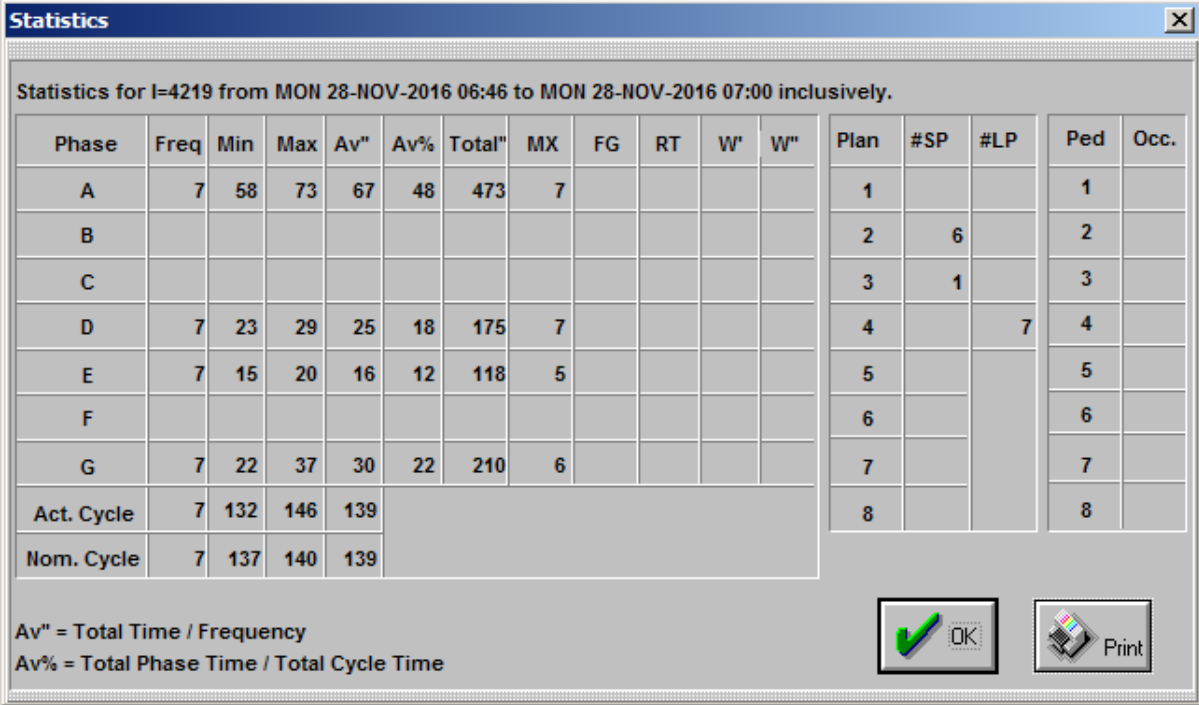 Statistics
Statistics for I=4219 from MON 28-NOV-2016 06:46 to MON 28-NOV-2016 07:00 inclusively.
Phase Freq Min Max Av" Av% Total" MX FG RT W' W" Plan #SP #LP Ped Occ.
A 7 58 73 67 48 473 7 1 1
B 2 6 2
C 3 1 3
D 7 23 29 25 18 175 7 4 7 4
E 7 15 20 16 12 118 5 5 5
F 6 6
G 7 22 37 30 22 210 6 7 7
Act. Cycle 7 132 146 139 8 8
Nom. Cycle 7 137 140 139
Av" = Total Time / Frequency
Av% = Total Phase Time / Total Cycle Time
OK
Print